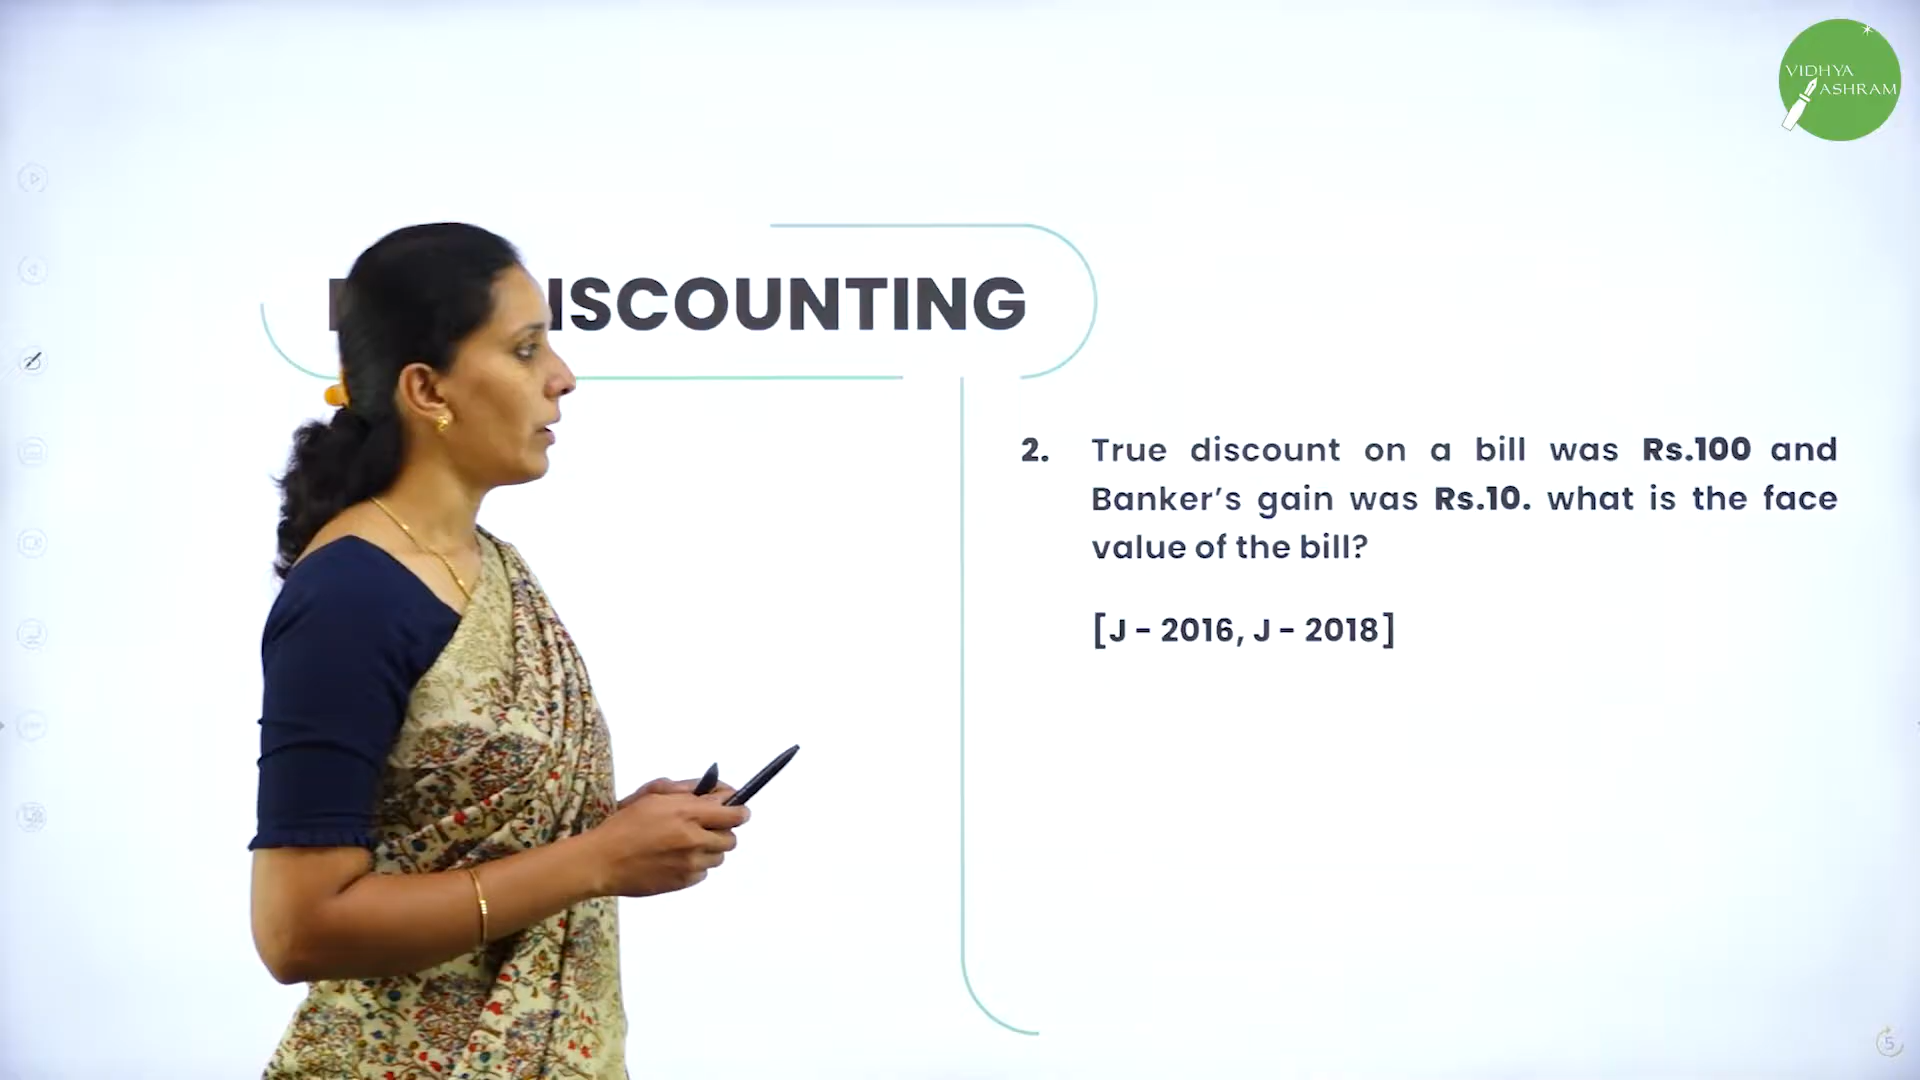 VIDHYA
ASHRAM
ISCOUNTING
2. True discount on a bill was Rs.100 and
Banker's gain was Rs.10. what is the face
value of the bill?
[J - 2016, J - 2018]
5